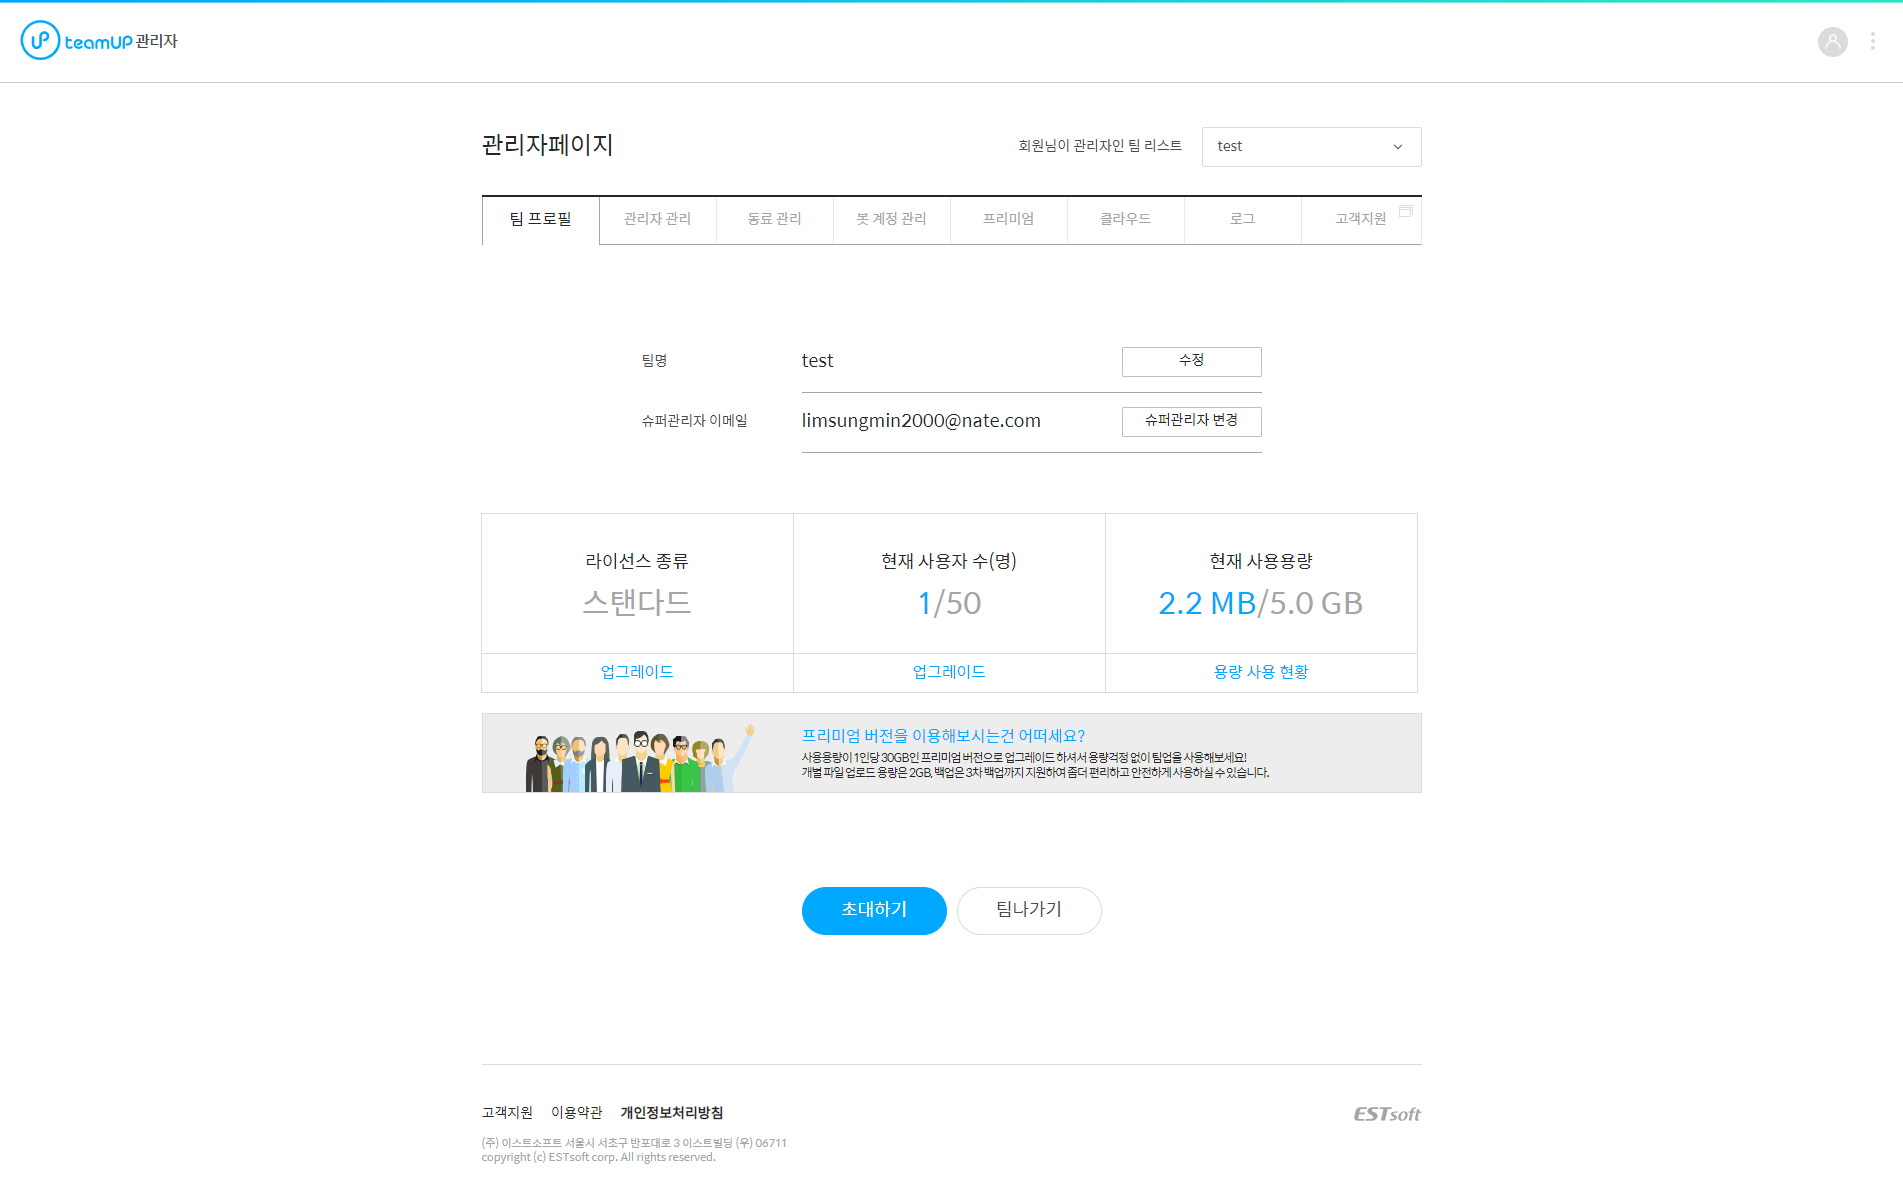 teamUP 관리자
관리자페이지
회원님이 관리자인 팀 리스트
test
팀 프로필
관리자 관리
동료 관리
봇 계정 관리
프리미엄
클라우드
로그
고객지원
팀명
test
수정
슈퍼관리자 이메일
limsungmin2000@nate.com
슈퍼관리자 변경
라이선스 종류
스탠다드
업그레이드
현재 사용자 수(명)
1/50
업그레이드
현재 사용용량
2.2 MB/5.0 GB
용량 사용 현황
프리미엄 버전을 이용해보시는건 어떠세요?
사용용량이 1인당 30GB인 프리미엄 버전으로 업그레이드 하셔서 용량걱정 없이 팀업을 사용해보세요!
개별 파일 업로드 용량은 2GB, 백업은 3차 백업까지 지원하여 좀더 편리하고 안전하게 사용하실 수 있습니다.
초대하기
팀나가기
고객지원 이용약관 개인정보처리방침
ESTsoft
(주) 이스트소프트 서울시 서초구 반포대로 3 이스트빌딩 (우) 06711
copyright (c) ESTsoft corp. All rights reserved.